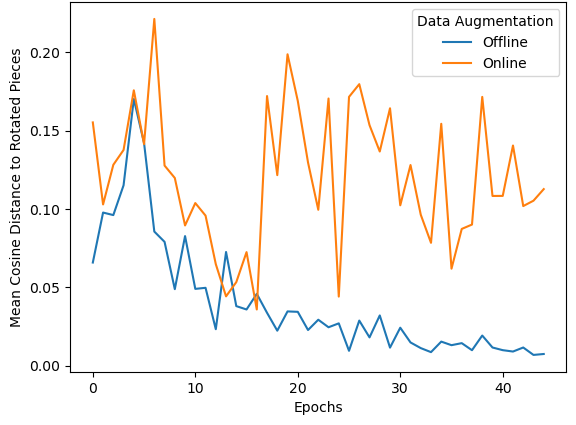 Data Augmentation
Offline
Online
Mean Cosine Distance to Rotated Pieces
0.20
0.15
0.10
0.05
0.00
0
10
20
30
40
Epochs